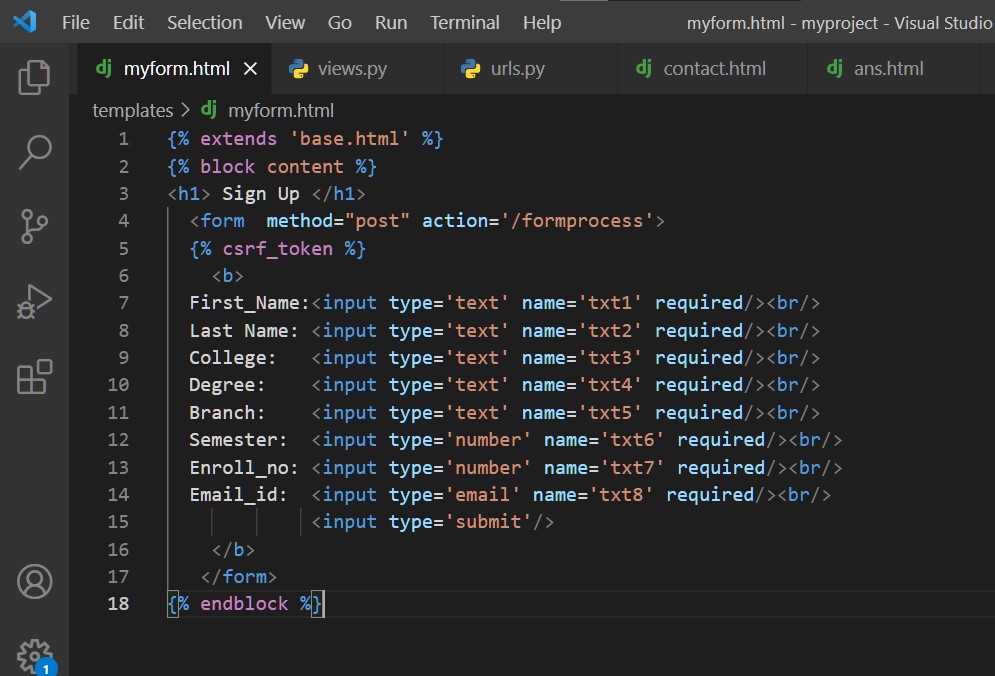 File Edit Selection View Go Run Terminal Help myform.html - myproject - Visual Studio
dj myform.html × views.py urls.py dj contact.html dj ans.html
templates > dj myform.html
1 {% extends 'base.html' %}
2 {% block content %}
3 <h1> Sign Up </h1>
4 <form  method="post" action='/formprocess'>
5 {% csrf_token %}
6 <b>
7 First_Name:<input type='text' name='txt1' required/><br/>
8 Last Name: <input type='text' name='txt2' required/><br/>
9 College:   <input type='text' name='txt3' required/><br/>
10 Degree:    <input type='text' name='txt4' required/><br/>
11 Branch:    <input type='text' name='txt5' required/><br/>
12 Semester:  <input type='number' name='txt6' required/><br/>
13 Enroll_no: <input type='number' name='txt7' required/><br/>
14 Email_id:  <input type='email' name='txt8' required/><br/>
15 <input type='submit'/>
16 </b>
17 </form>
18 {% endblock %}
1